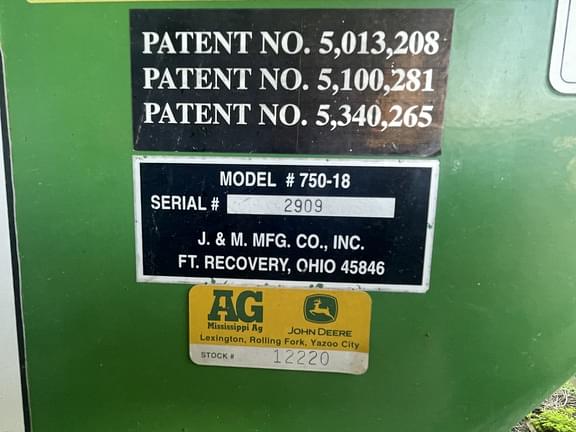 PATENT NO. 5,013,208
PATENT NO. 5,100,281
PATENT NO. 5,340,265
MODEL # 750-18
SERIAL # 2909
J. & M. MFG. CO., INC.
FT. RECOVERY, OHIO 45846
AG
Mississippi Ag
JOHN DEERE
Lexington, Rolling Fork, Yazoo City
STOCK # 12220